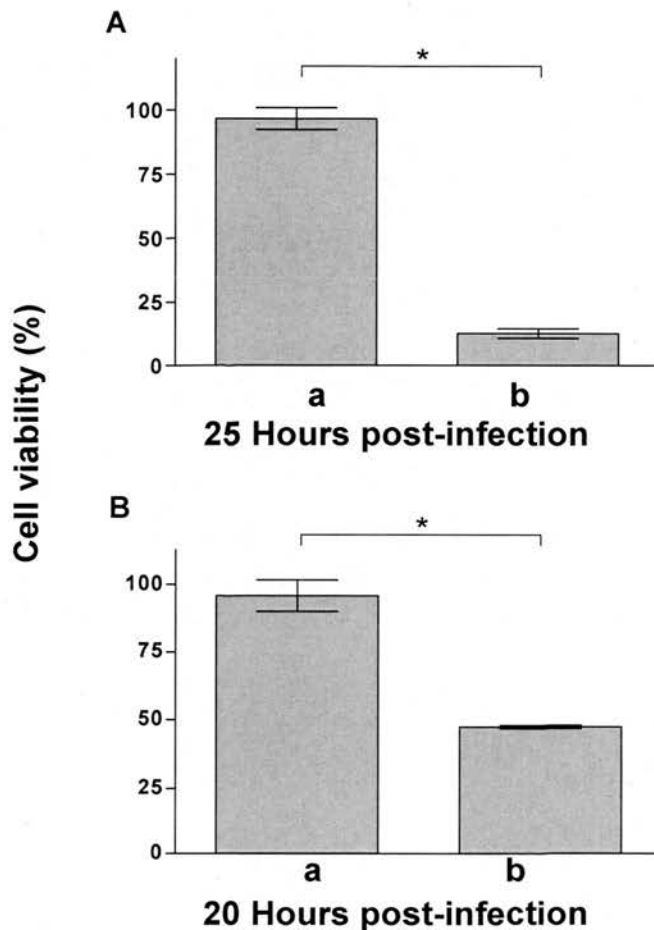 A
*
Cell viability (%)
100
75
50
25
0
a b
25 Hours post-infection
B
*
100
75
50
25
0
a b
20 Hours post-infection